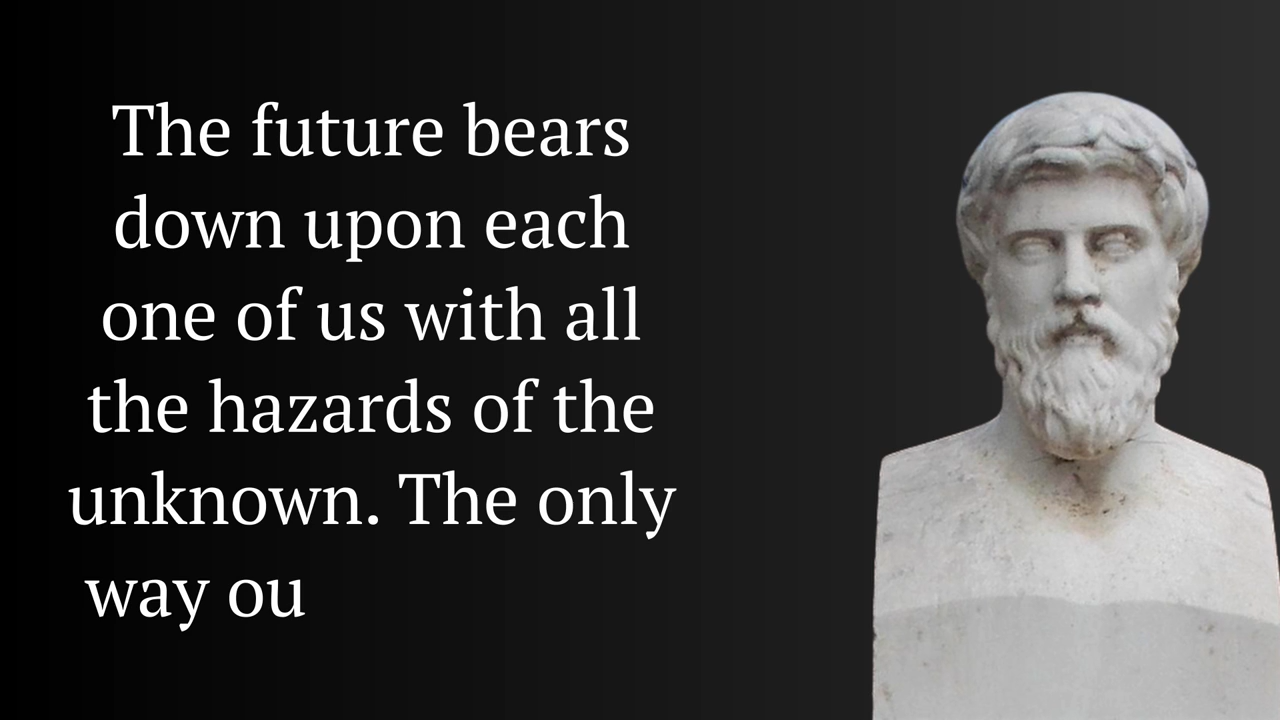 The future bears
down upon each
one of us with all
the hazards of the
unknown. The only
way ou